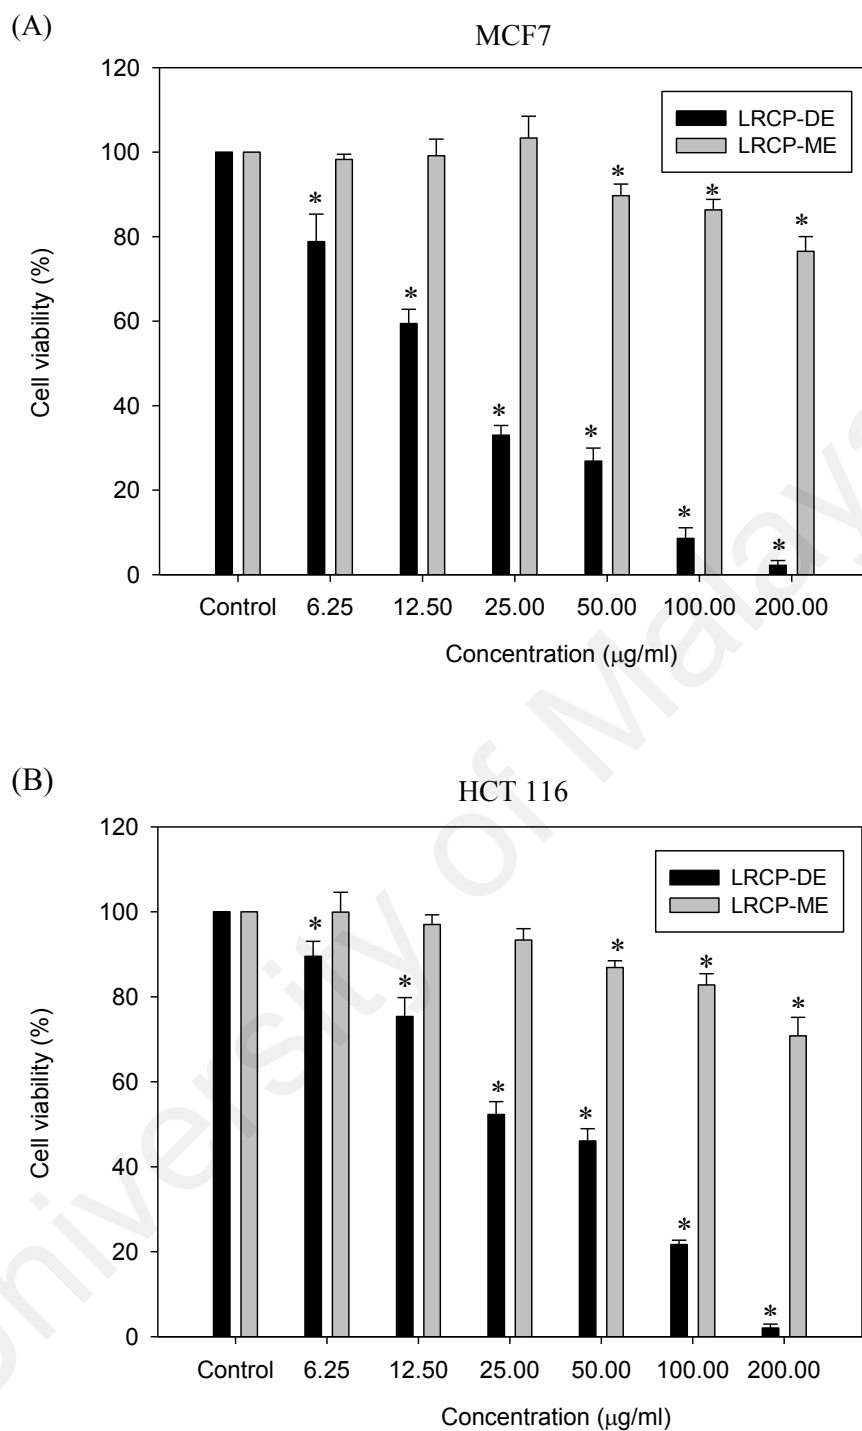 (A)
MCF7
120
100
80
60
40
20
0
Cell viability (%)
LRCP-DE
LRCP-ME
*
*
*
*
*
*
*
*
*
Control 6.25 12.50 25.00 50.00 100.00 200.00
Concentration (μg/ml)
(B)
HCT 116
120
100
80
60
40
20
0
Cell viability (%)
LRCP-DE
LRCP-ME
*
*
*
*
*
*
*
*
*
Control 6.25 12.50 25.00 50.00 100.00 200.00
Concentration (μg/ml)
University of Malaya